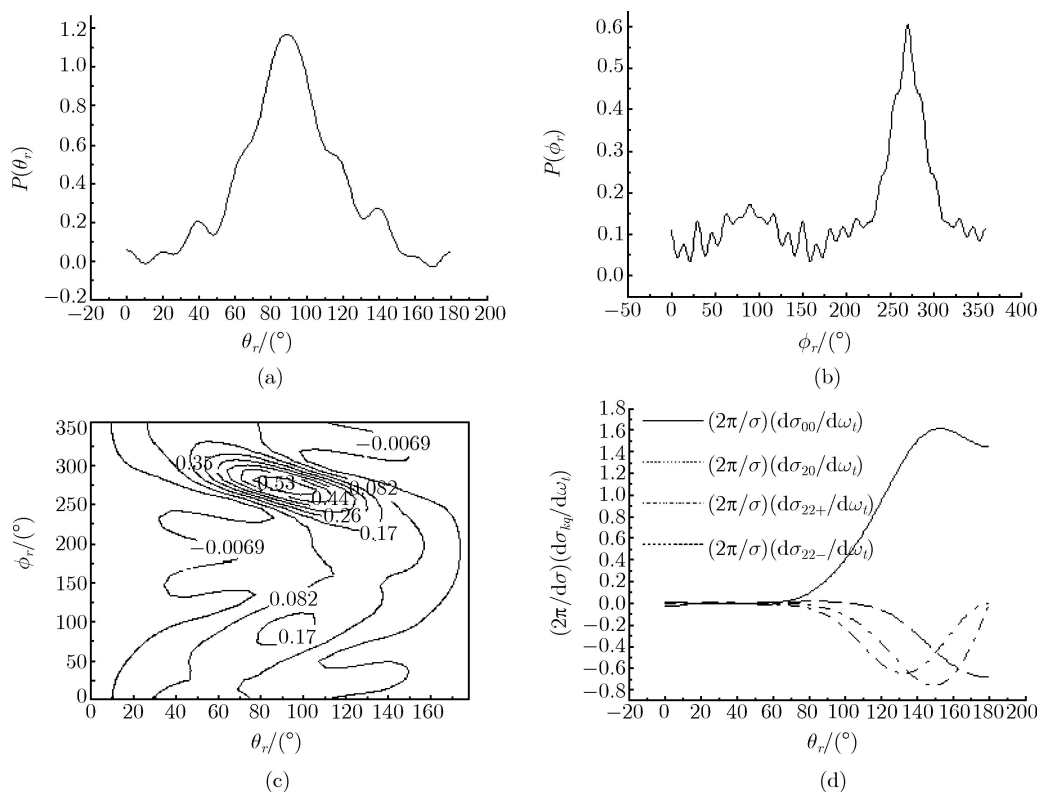 1.2
1.0
0.8
0.6
0.4
0.2
0.0
−0.2
P(θr)
−20 0 20 40 60 80 100 120 140 160 180 200
θr/(°)
(a)
0.6
0.5
0.4
0.3
0.2
0.1
0.0
P(ϕr)
−50 0 50 100 150 200 250 300 350 400
ϕr/(°)
(b)
350
300
250
200
150
100
50
0
ϕr/(°)
−0.0069
0.35
0.53
0.082
0.44
0.26
0.17
−0.0069
0.082
0.17
0 20 40 60 80 100 120 140 160
θr/(°)
(c)
1.8
1.6
1.4
1.2
1.0
0.8
0.6
0.4
0.2
0.0
−0.2
−0.4
−0.6
−0.8
(2π/dσ)(dσkq/dωt)
(2π/σ)(dσ00/dωt)
(2π/σ)(dσ20/dωt)
(2π/σ)(dσ22+/dωt)
(2π/σ)(dσ22−/dωt)
−20 0 20 40 60 80 100 120 140 160 180 200
θr/(°)
(d)